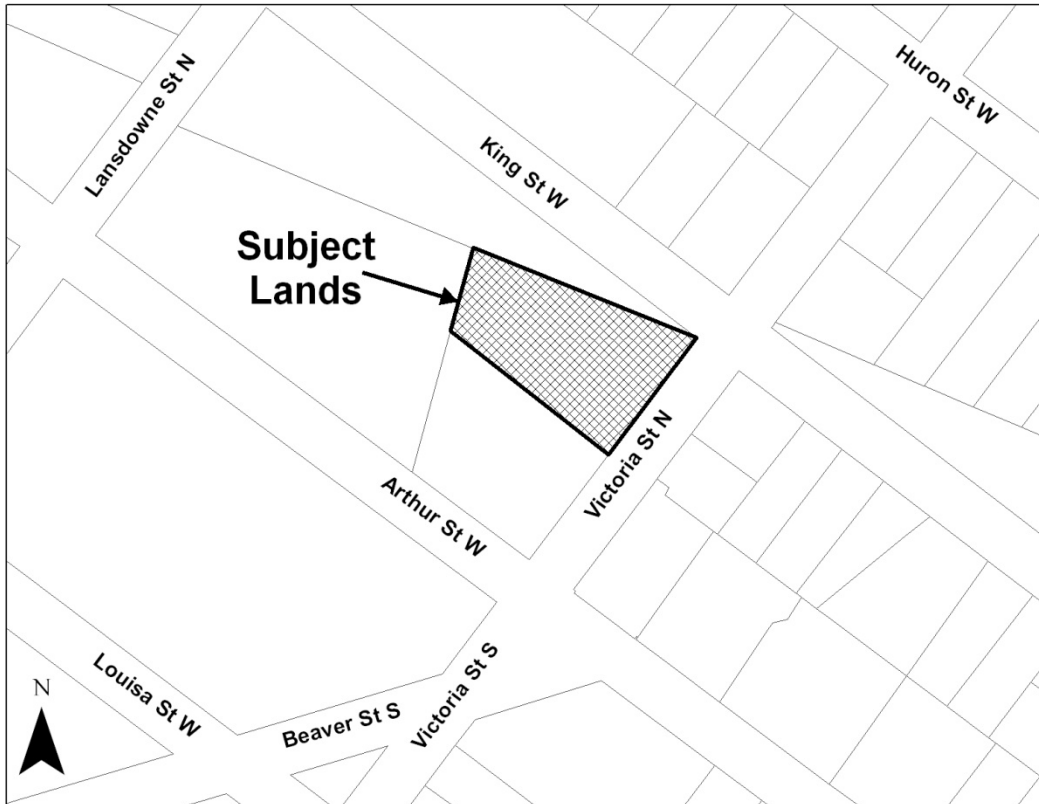 Huron St W
Lansdowne St N
King St W
Subject
Lands
Victoria St N
Arthur St W
Louisa St W
Victoria St S
Beaver St S
N